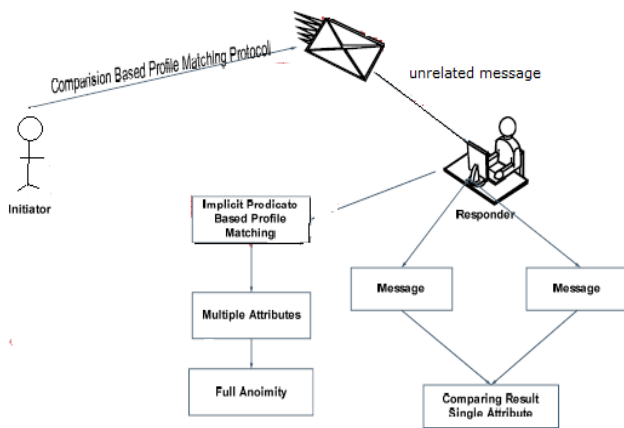 Comparision Based Profile Matching Protocol
unrelated message
Initiator
Responder
Implicit Prodicato
Based Profile
Matching
Message
Message
Multiple Attributes
Full Anoimity
Comparing Result
Single Attribute